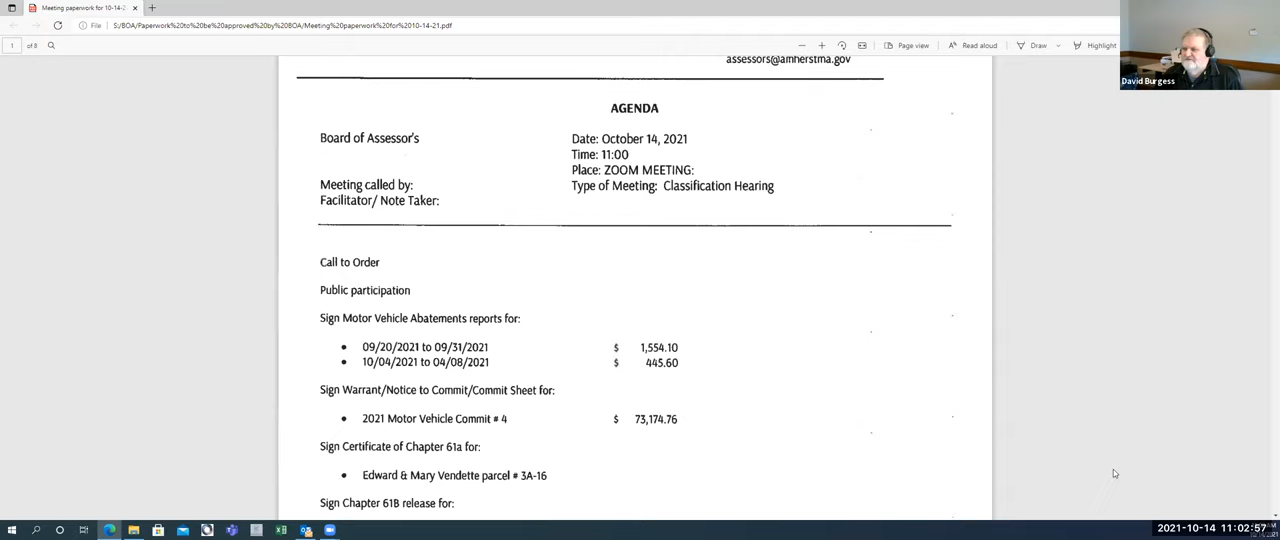 Meeting paperwork for 10-14-2
File
S:/BOA/Paperwork%20to%20be%20approved%20by%20BOA/Meeting%20paperwork%20for%2010-14-21.pdf
1 of 8
Page view
Read aloud
Draw
Highlight
David Burgess
assessors@amherstma.gov
AGENDA
Board of Assessor's
Date: October 14, 2021
Time: 11:00
Place: ZOOM MEETING:
Meeting called by:
Type of Meeting: Classification Hearing
Facilitator/ Note Taker:
Call to Order
Public participation
Sign Motor Vehicle Abatements reports for:
• 09/20/2021 to 09/31/2021 $ 1,554.10
• 10/04/2021 to 04/08/2021 $ 445.60
Sign Warrant/Notice to Commit/Commit Sheet for:
• 2021 Motor Vehicle Commit # 4 $ 73,174.76
Sign Certificate of Chapter 61a for:
• Edward & Mary Vendette parcel # 3A-16
Sign Chapter 61B release for:
2021-10-14 11:02:57